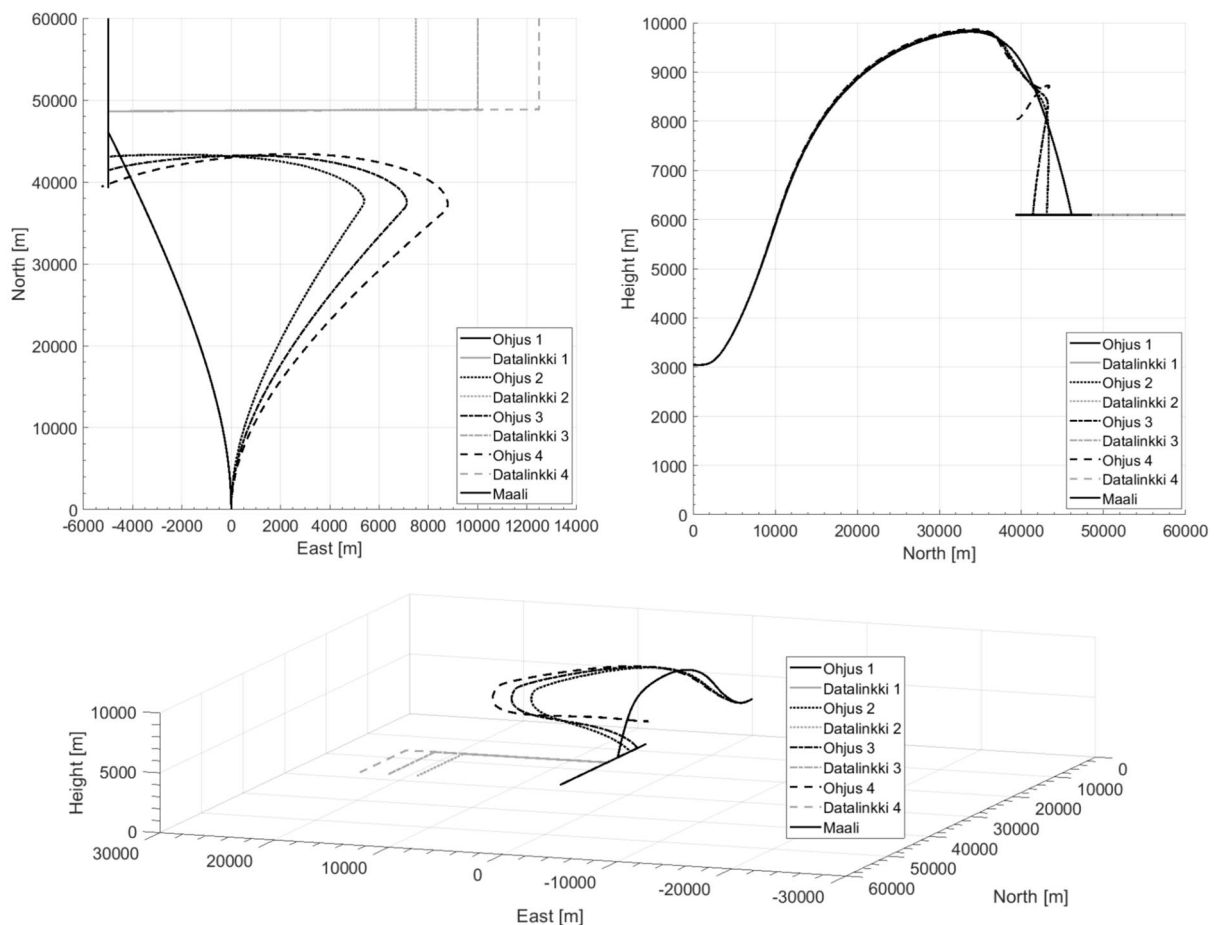 60000
50000
40000
30000
20000
10000
0
North [m]
-6000 -4000 -2000 0 2000 4000 6000 8000 10000 12000 14000
East [m]
Ohjus 1
Datalinkki 1
Ohjus 2
Datalinkki 2
Ohjus 3
Datalinkki 3
Ohjus 4
Datalinkki 4
Maali
10000
9000
8000
7000
6000
5000
4000
3000
2000
1000
0
Height [m]
0 10000 20000 30000 40000 50000 60000
North [m]
Ohjus 1
Datalinkki 1
Ohjus 2
Datalinkki 2
Ohjus 3
Datalinkki 3
Ohjus 4
Datalinkki 4
Maali
10000
5000
0
Height [m]
30000 20000 10000 0 -10000 -20000 -30000
East [m]
0
10000
20000
30000
40000
50000
60000
North [m]
Ohjus 1
Datalinkki 1
Ohjus 2
Datalinkki 2
Ohjus 3
Datalinkki 3
Ohjus 4
Datalinkki 4
Maali